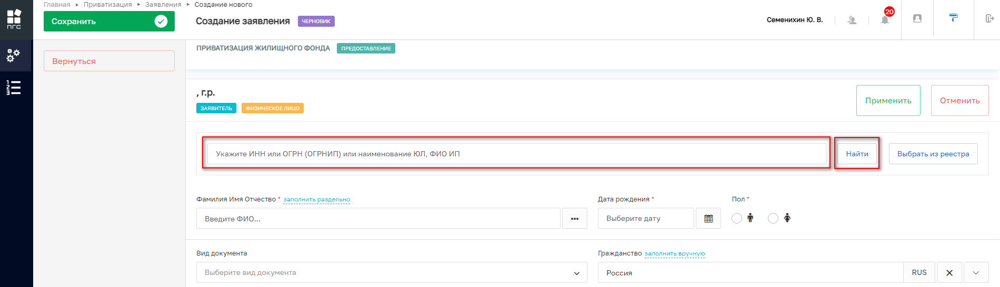 Главная ▸ Приватизация ▸ Заявления ▸ Создание нового
ПГС
Сохранить
Создание заявления ЧЕРНОВИК
Семенихин Ю. В.
20
Вернуться
ПРИВАТИЗАЦИЯ ЖИЛИЩНОГО ФОНДА ПРЕДОСТАВЛЕНИЕ
1
2
3
, г.р.
ЗАЯВИТЕЛЬ ФИЗИЧЕСКОЕ ЛИЦО
Применить Отменить
Укажите ИНН или ОГРН (ОГРНИП) или наименование ЮЛ, ФИО ИП
Найти Выбрать из реестра
Фамилия Имя Отчество * заполнить раздельно
Дата рождения * Пол *
Введите ФИО... •••
Выберите дату
Вид документа
Гражданство заполнить вручную
Выберите вид документа
Россия RUS